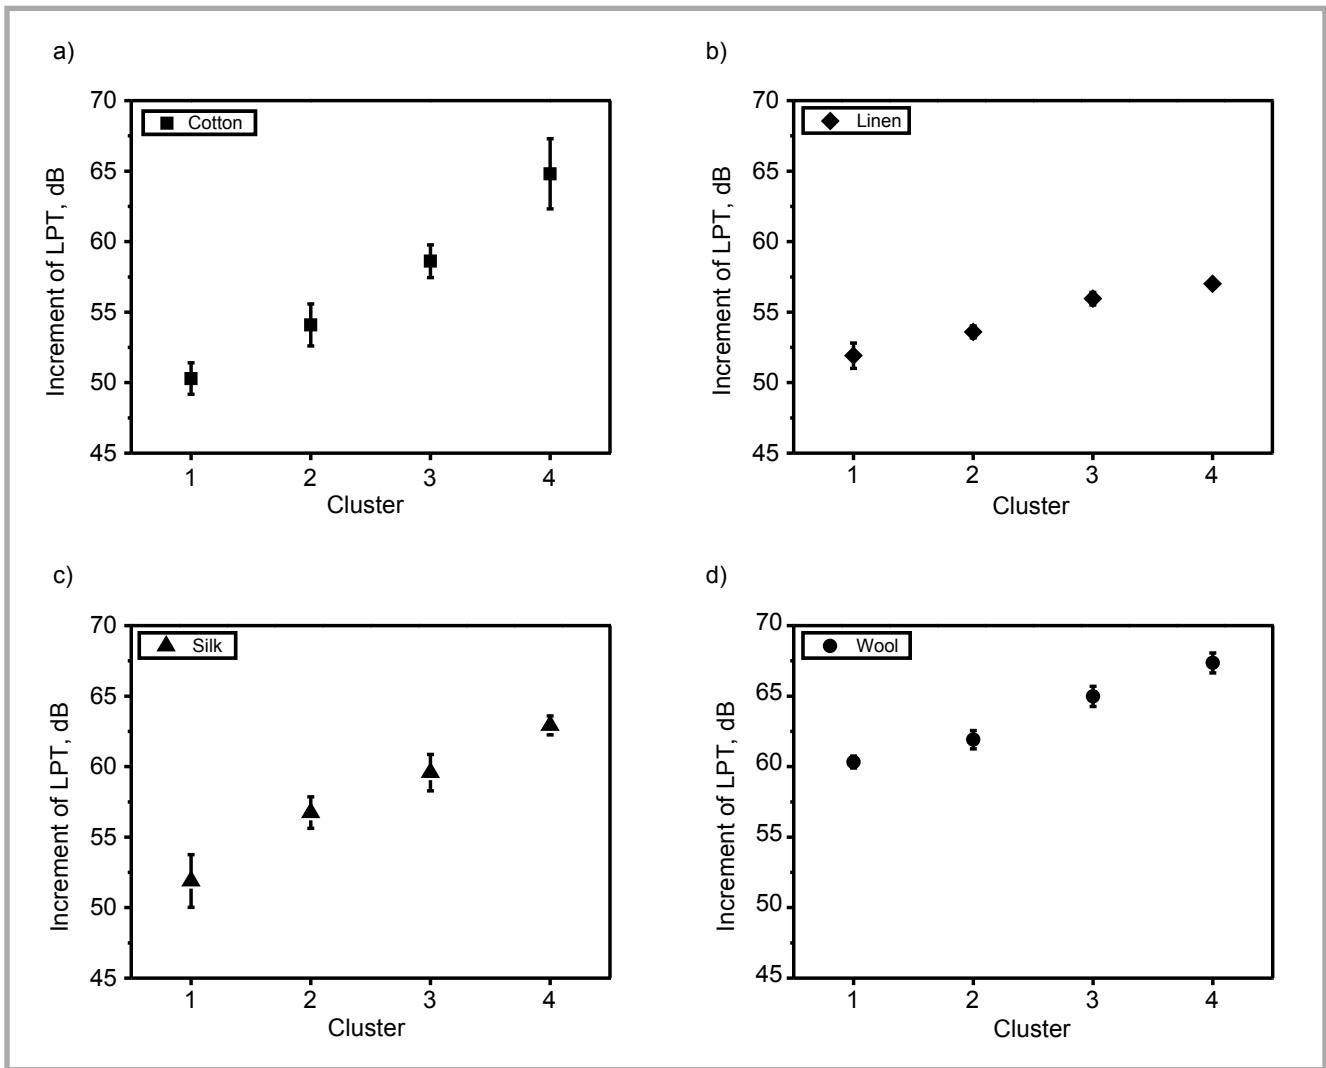 a)
70
65
60
55
50
45
Increment of LPT, dB
Cotton
1 2 3 4
Cluster
b)
70
65
60
55
50
45
Increment of LPT, dB
Linen
1 2 3 4
Cluster
c)
70
65
60
55
50
45
Increment of LPT, dB
Silk
1 2 3 4
Cluster
d)
70
65
60
55
50
45
Increment of LPT, dB
Wool
1 2 3 4
Cluster